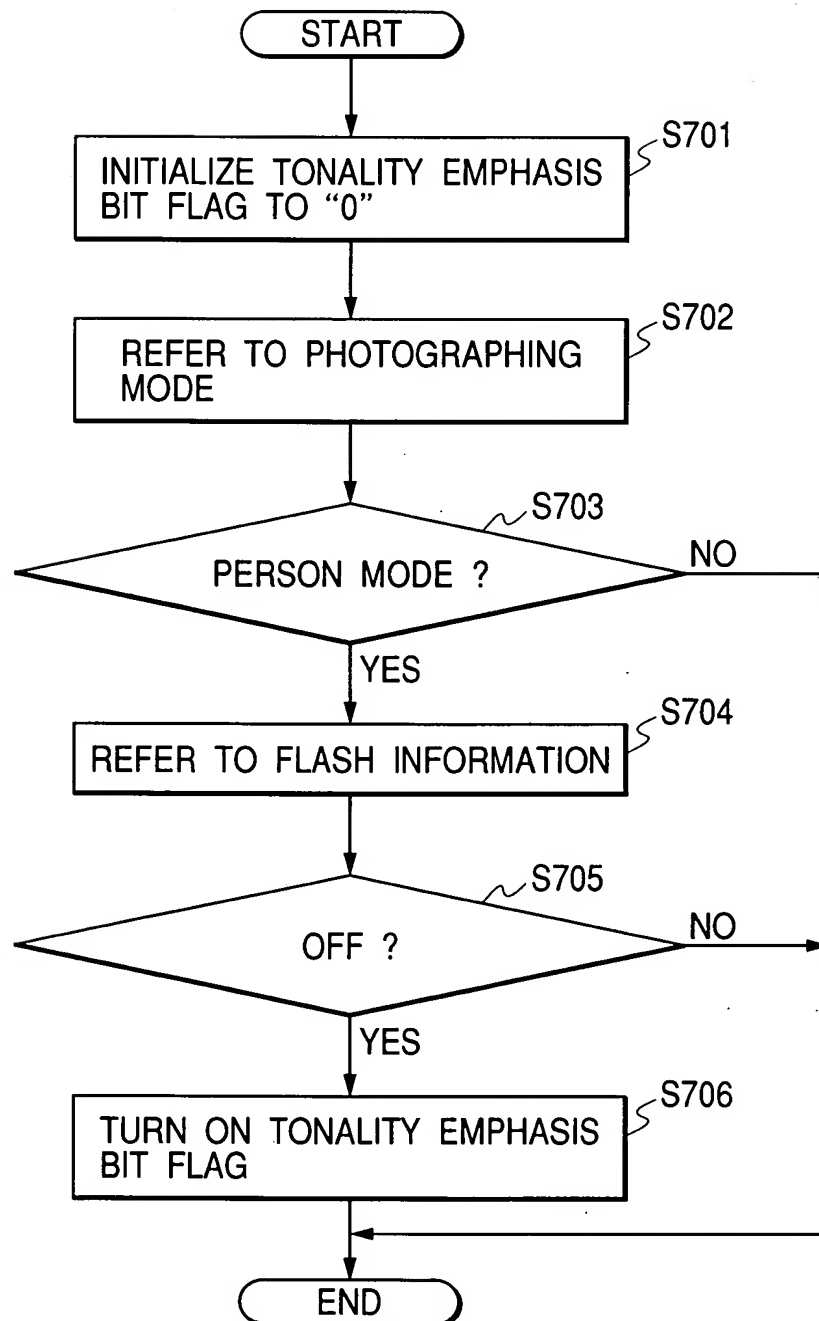 START
S701
INITIALIZE TONALITY EMPHASIS
BIT FLAG TO “0”
S702
REFER TO PHOTOGRAPHING
MODE
S703
PERSON MODE ?
NO
YES
S704
REFER TO FLASH INFORMATION
S705
OFF ?
NO
YES
S706
TURN ON TONALITY EMPHASIS
BIT FLAG
END